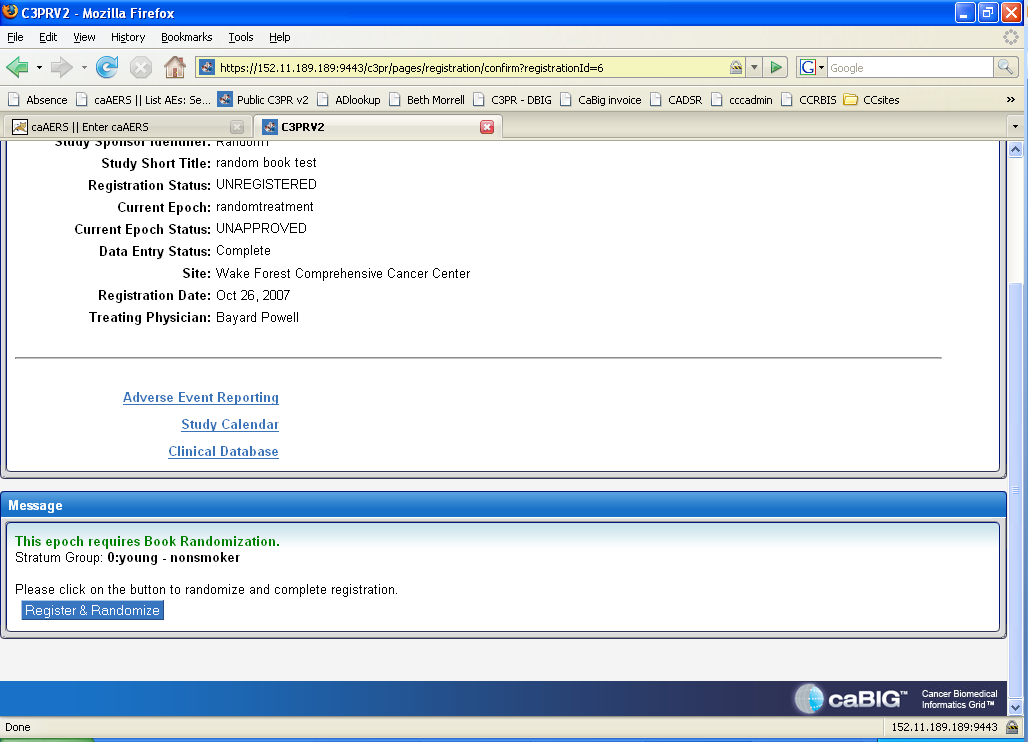 C3PRV2 - Mozilla Firefox
File Edit View History Bookmarks Tools Help
https://152.11.189.189:9443/c3pr/pages/registration/confirm?registrationId=6
G Google
Absence caAERS || List AEs: Se... Public C3PR v2 ADlookup Beth Morrell C3PR - DBIG CaBig invoice CADSR cccadmin CCRBIS CCsites »
caAERS || Enter caAERS C3PRV2
Study Sponsor Identifier: Random1
Study Short Title: random book test
Registration Status: UNREGISTERED
Current Epoch: randomtreatment
Current Epoch Status: UNAPPROVED
Data Entry Status: Complete
Site: Wake Forest Comprehensive Cancer Center
Registration Date: Oct 26, 2007
Treating Physician: Bayard Powell
Adverse Event Reporting
Study Calendar
Clinical Database
Message
This epoch requires Book Randomization.
Stratum Group: 0:young - nonsmoker
Please click on the button to randomize and complete registration.
Register & Randomize
caBIG™ Cancer Biomedical
Informatics Grid™
Done 152.11.189.189:9443